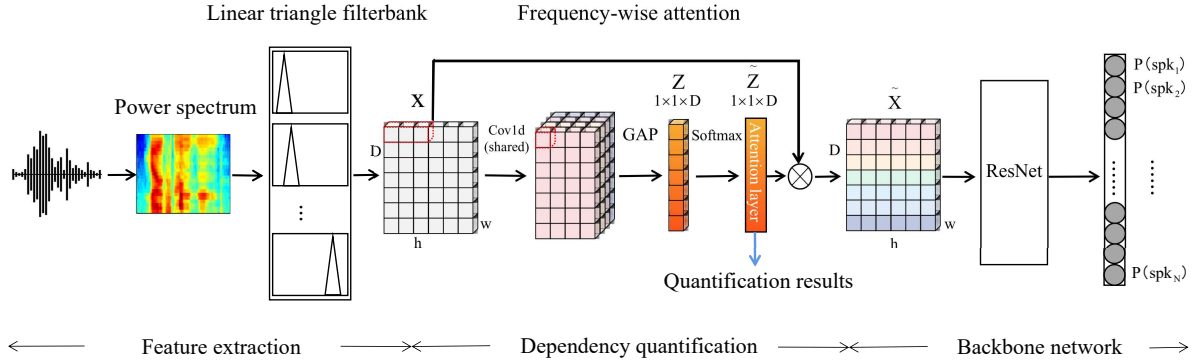 Linear triangle filterbank
Frequency-wise attention
Power spectrum
⋮
X
D
h
w
Cov1d
(shared)
GAP
Z
1×1×D
Softmax
Z̃
1×1×D
Attention layer
Quantification results
X̃
D
h
w
ResNet
P(spk₁)
P(spk₂)
P(spk_N)
Feature extraction
Dependency quantification
Backbone network